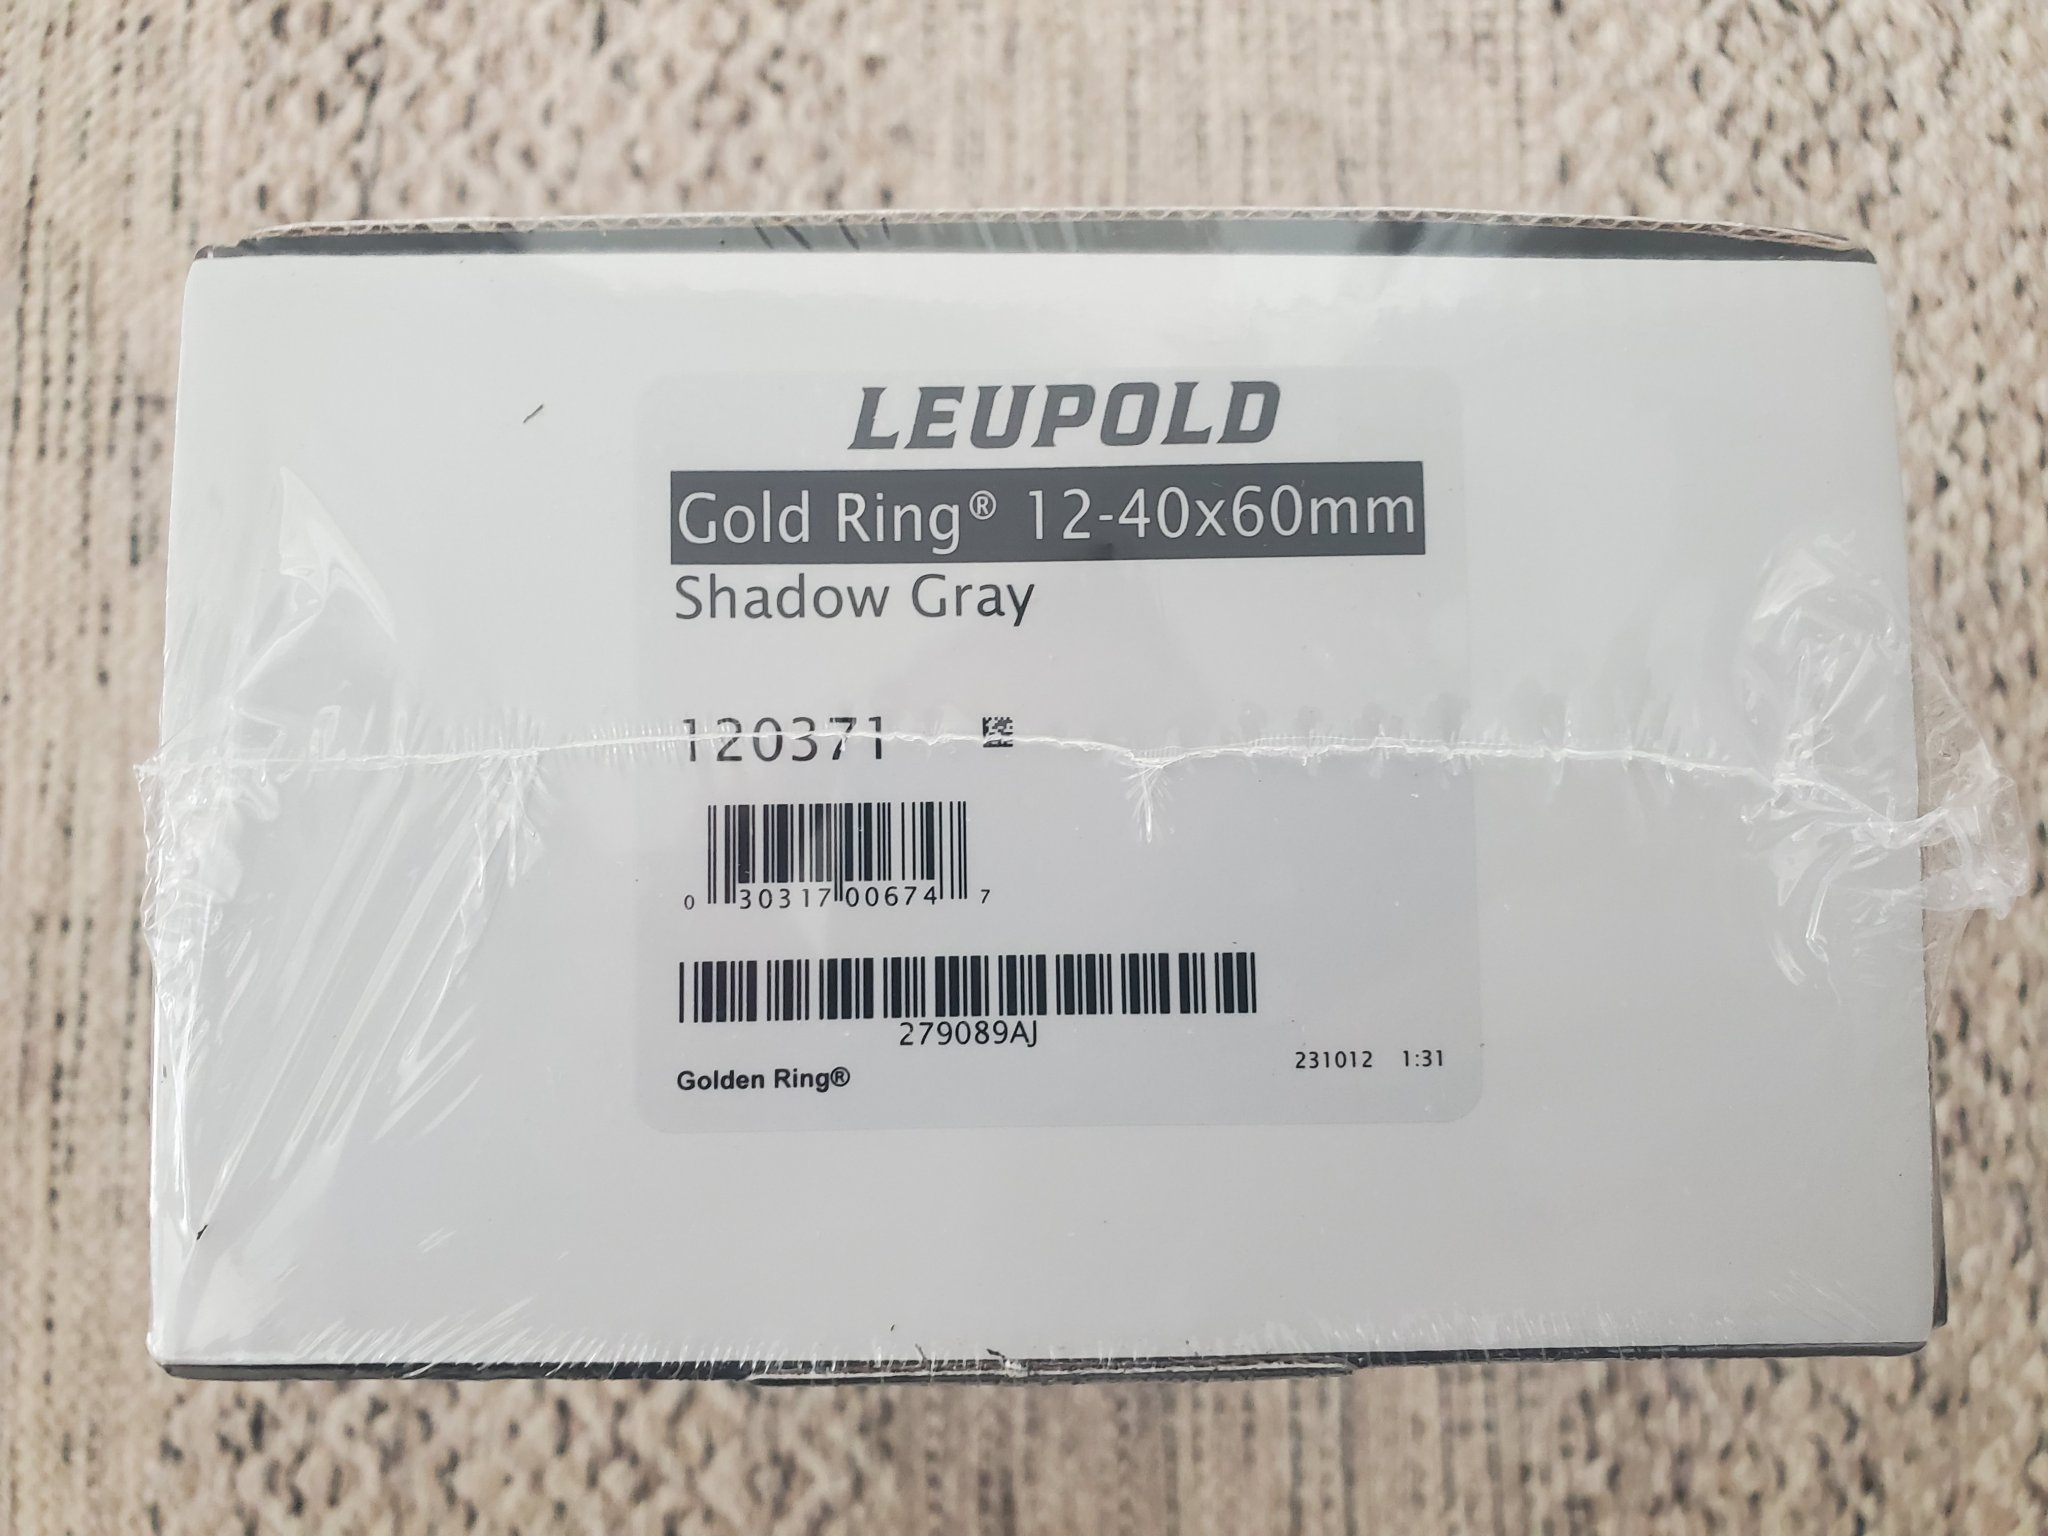 LEUPOLD
Gold Ring® 12-40x60mm
Shadow Gray
120371
0 30317 00674 7
279089AJ
Golden Ring®
231012 1:31